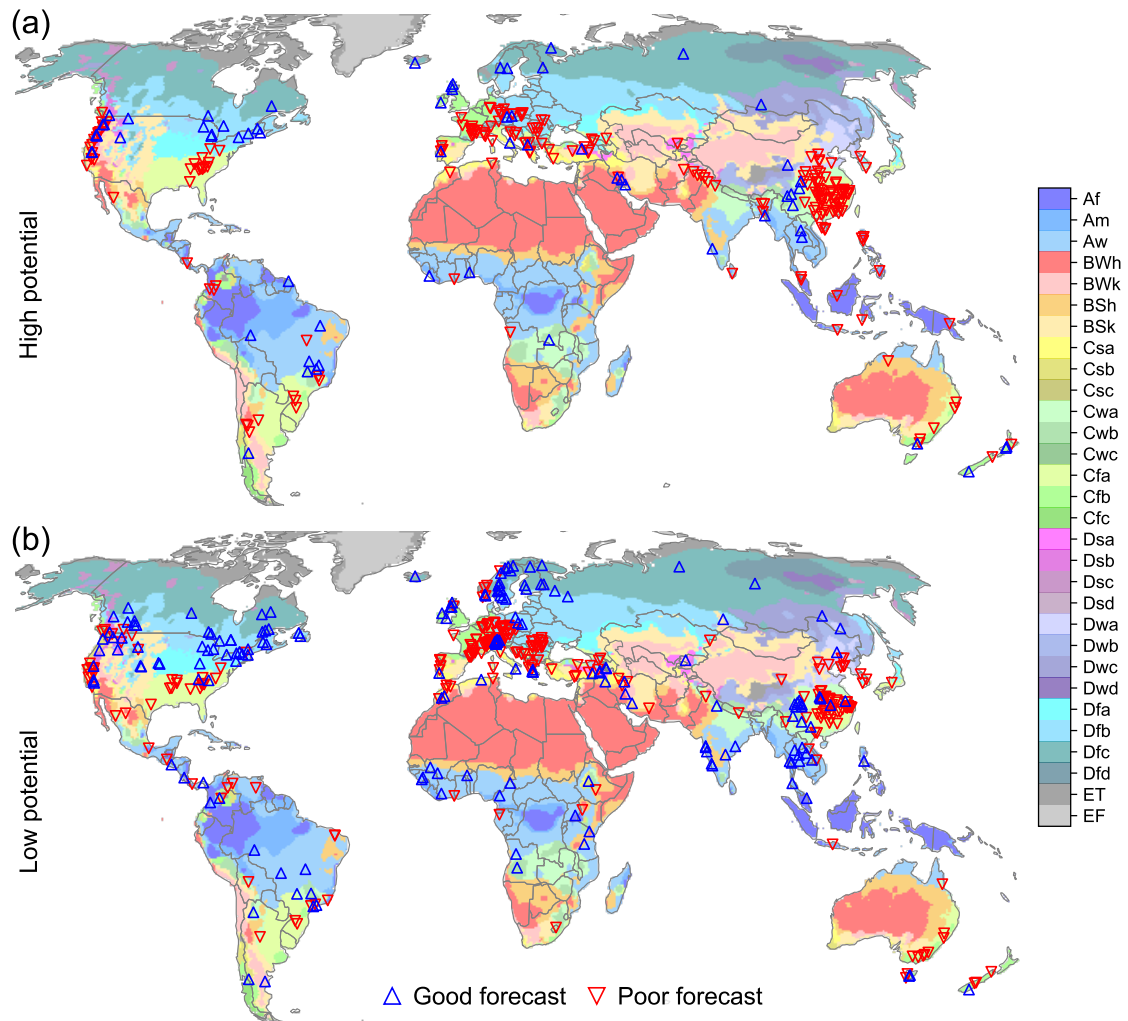 (a)
High potential
Af
Am
Aw
BWh
BWk
BSh
BSk
Csa
Csb
Csc
Cwa
Cwb
Cwc
Cfa
Cfb
Cfc
Dsa
Dsb
Dsc
Dsd
Dwa
Dwb
Dwc
Dwd
Dfa
Dfb
Dfc
Dfd
ET
EF
(b)
Low potential
Good forecast
Poor forecast